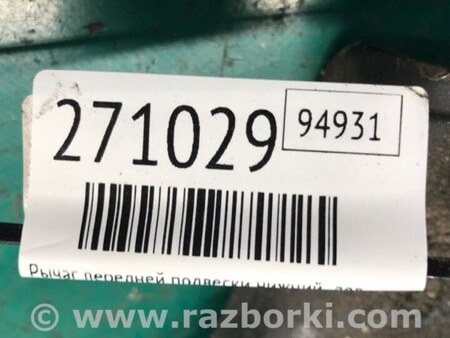 271029
94931
Рычаг передней подвески нижний
© www.razborki.com